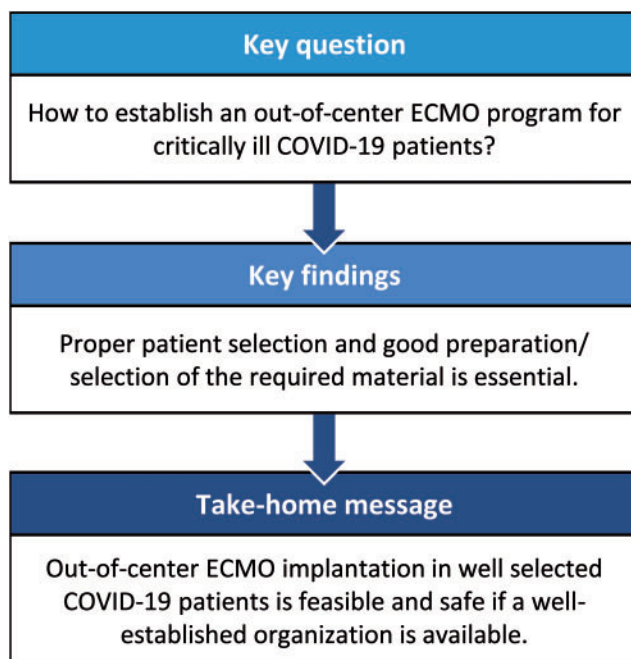 Key question
How to establish an out-of-center ECMO program for
critically ill COVID-19 patients?
Key findings
Proper patient selection and good preparation/
selection of the required material is essential.
Take-home message
Out-of-center ECMO implantation in well selected
COVID-19 patients is feasible and safe if a well-
established organization is available.